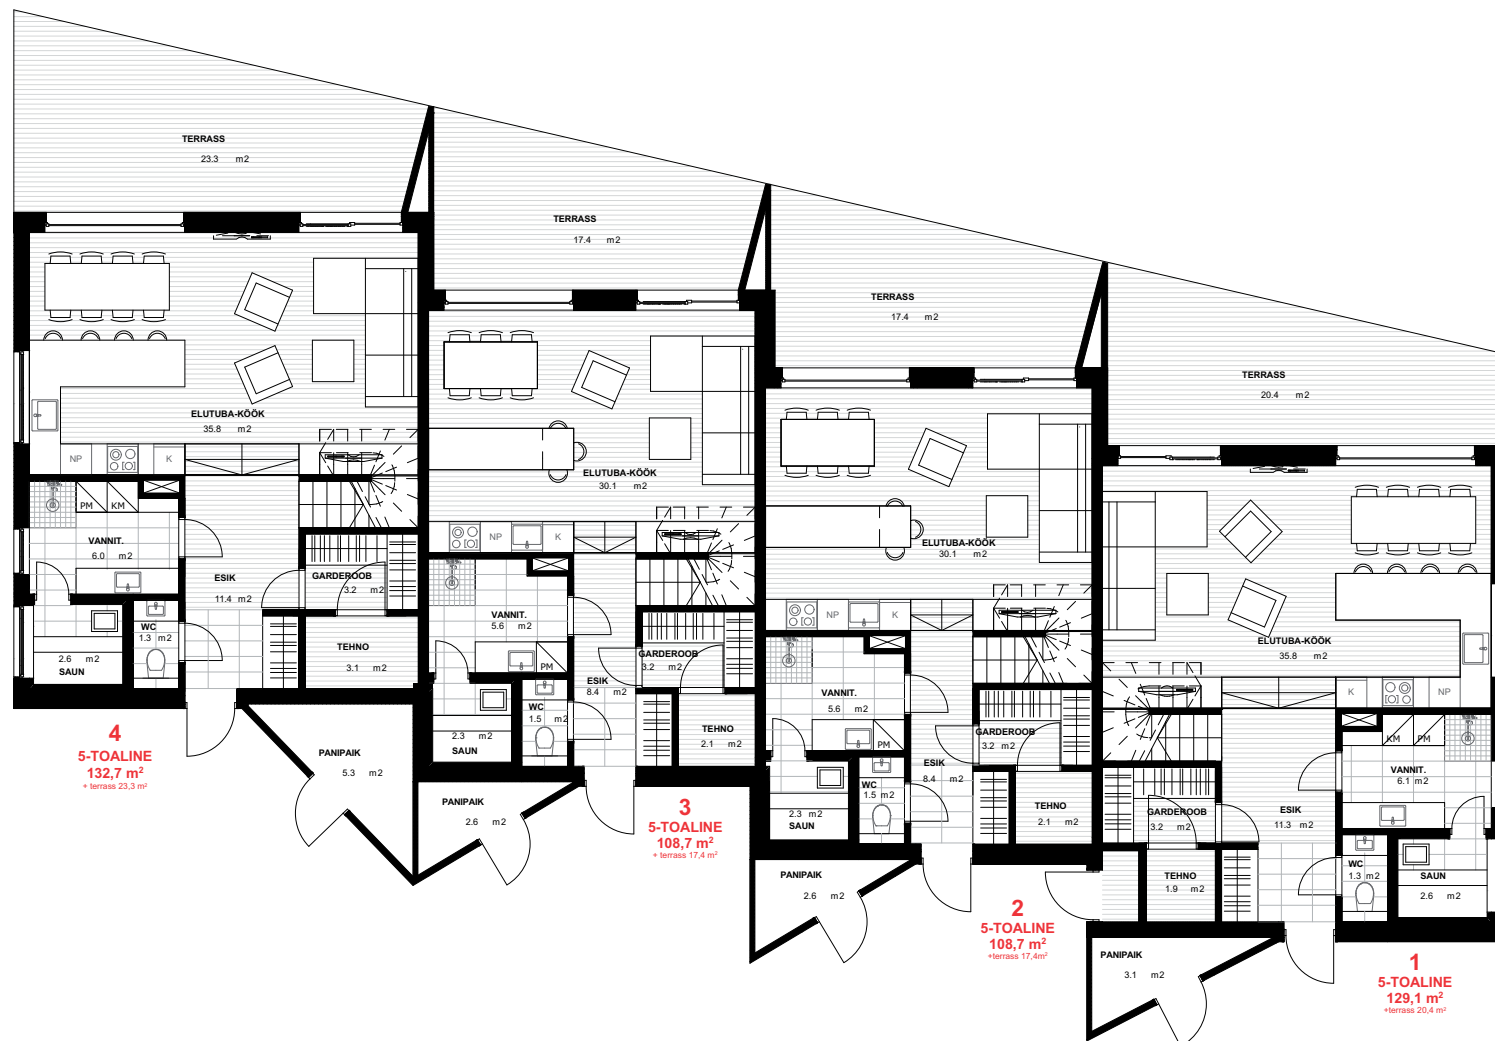 TERRASS
23.3 m2
ELUTUBA-KÖÖK
35.8 m2
NP
K
PM
KM
VANNIT.
6.0 m2
ESIK
11.4 m2
GARDEROOB
3.2 m2
WC
1.3 m2
TEHNO
3.1 m2
2.6 m2
SAUN
PANIPAIK
5.3 m2
4
5-TOALINE
132,7 m²
+ terrass 23,3 m²
TERRASS
17.4 m2
ELUTUBA-KÖÖK
30.1 m2
NP
K
VANNIT.
5.6 m2
PM
GARDEROOB
3.2 m2
ESIK
8.4 m2
WC
1.5 m2
TEHNO
2.1 m2
2.3 m2
SAUN
PANIPAIK
2.6 m2
3
5-TOALINE
108,7 m²
+ terrass 17,4 m²
TERRASS
17.4 m2
ELUTUBA-KÖÖK
30.1 m2
NP
K
VANNIT.
5.6 m2
PM
GARDEROOB
3.2 m2
ESIK
8.4 m2
WC
1.5 m2
TEHNO
2.1 m2
2.3 m2
SAUN
PANIPAIK
2.6 m2
2
5-TOALINE
108,7 m²
+terrass 17,4m²
TERRASS
20.4 m2
ELUTUBA-KÖÖK
35.8 m2
K
NP
KM
PM
VANNIT.
6.1 m2
ESIK
11.3 m2
GARDEROOB
3.2 m2
WC
1.3 m2
TEHNO
1.9 m2
SAUN
2.6 m2
PANIPAIK
3.1 m2
1
5-TOALINE
129,1 m²
+terrass 20,4 m²